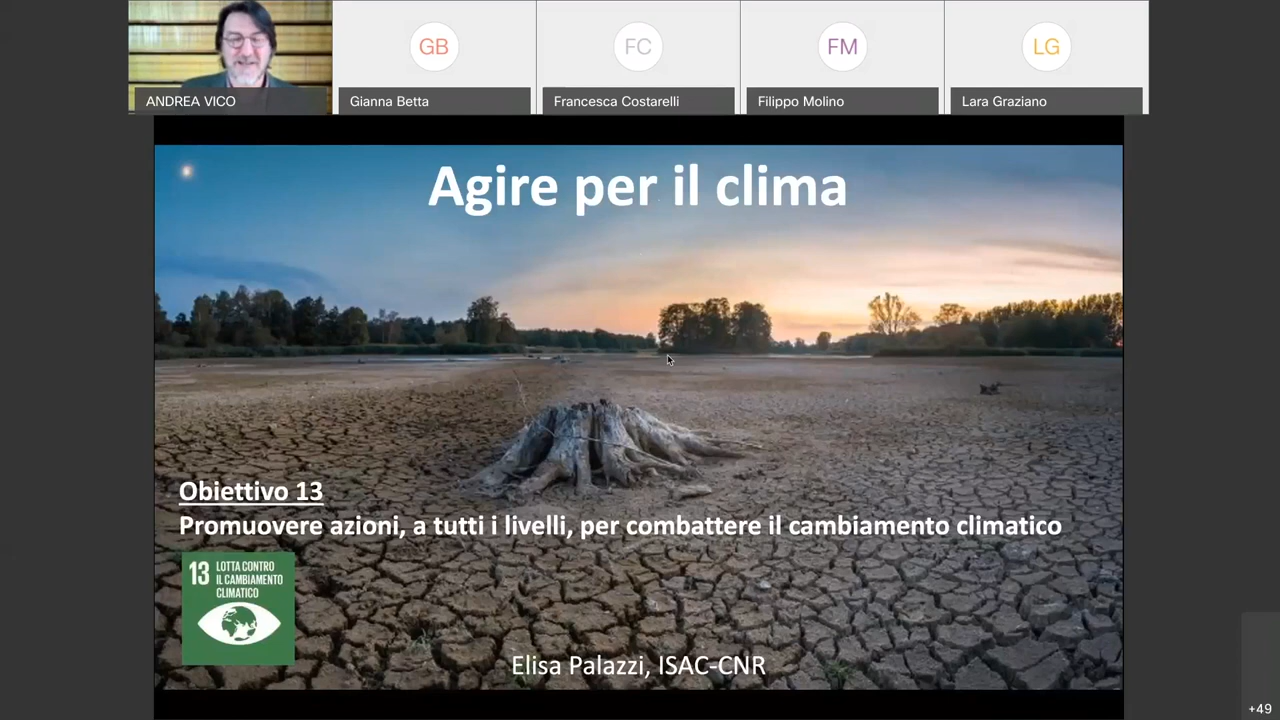 ANDREA VICO
GB
Gianna Betta
FC
Francesca Costarelli
FM
Filippo Molino
LG
Lara Graziano
Agire per il clima
Obiettivo 13
Promuovere azioni, a tutti i livelli, per combattere il cambiamento climatico
13 LOTTA CONTRO
IL CAMBIAMENTO
CLIMATICO
Elisa Palazzi, ISAC-CNR
+49